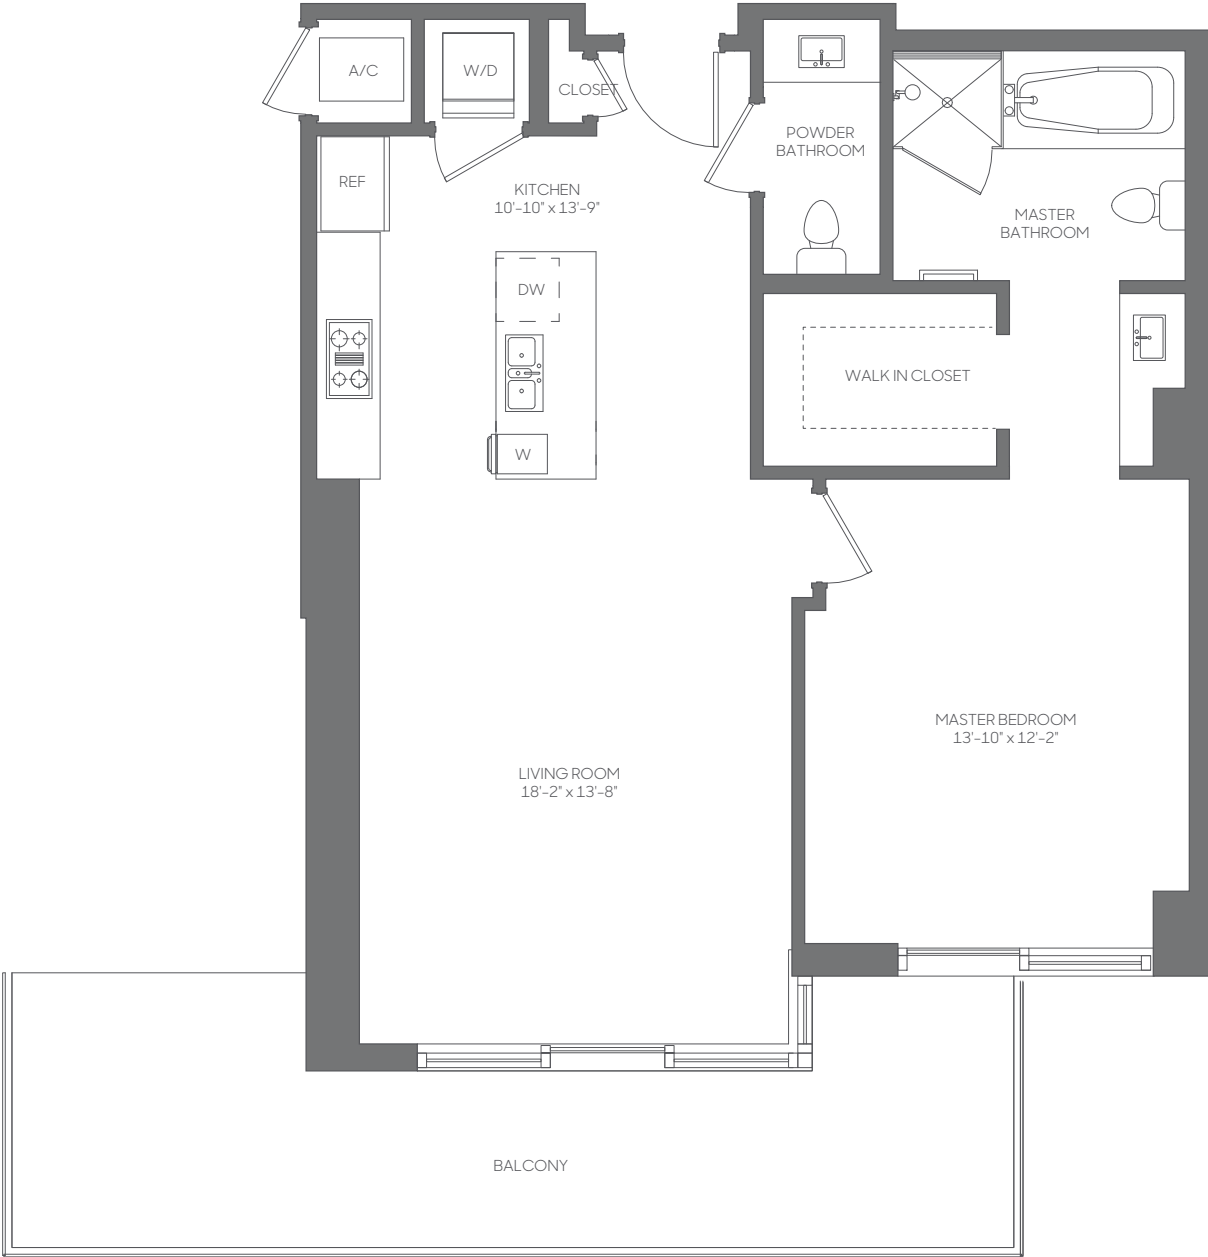 A/C
W/D
CLOSET
POWDER
BATHROOM
REF
KITCHEN
10'-10" x 13'-9"
MASTER
BATHROOM
DW
WALK IN CLOSET
W
MASTER BEDROOM
13'-10" x 12'-2"
LIVING ROOM
18'-2" x 13'-8"
BALCONY